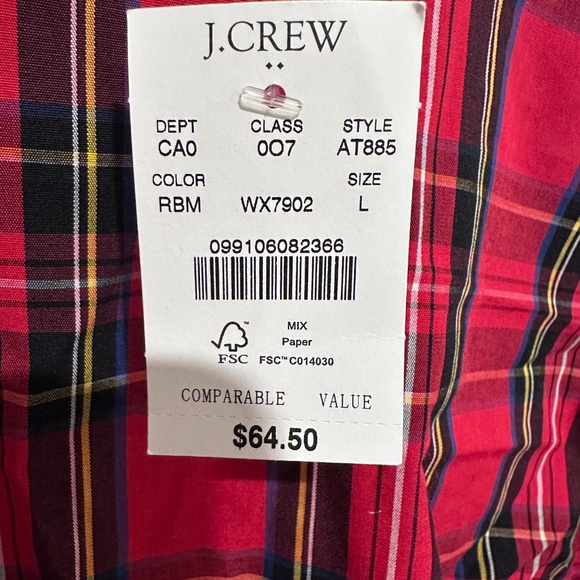 J.CREW
DEPT CLASS STYLE
CA0 0O7 AT885
COLOR SIZE
RBM WX7902 L
099106082366
MIX
Paper
FSC FSC™ C014030
COMPARABLE VALUE
$64.50